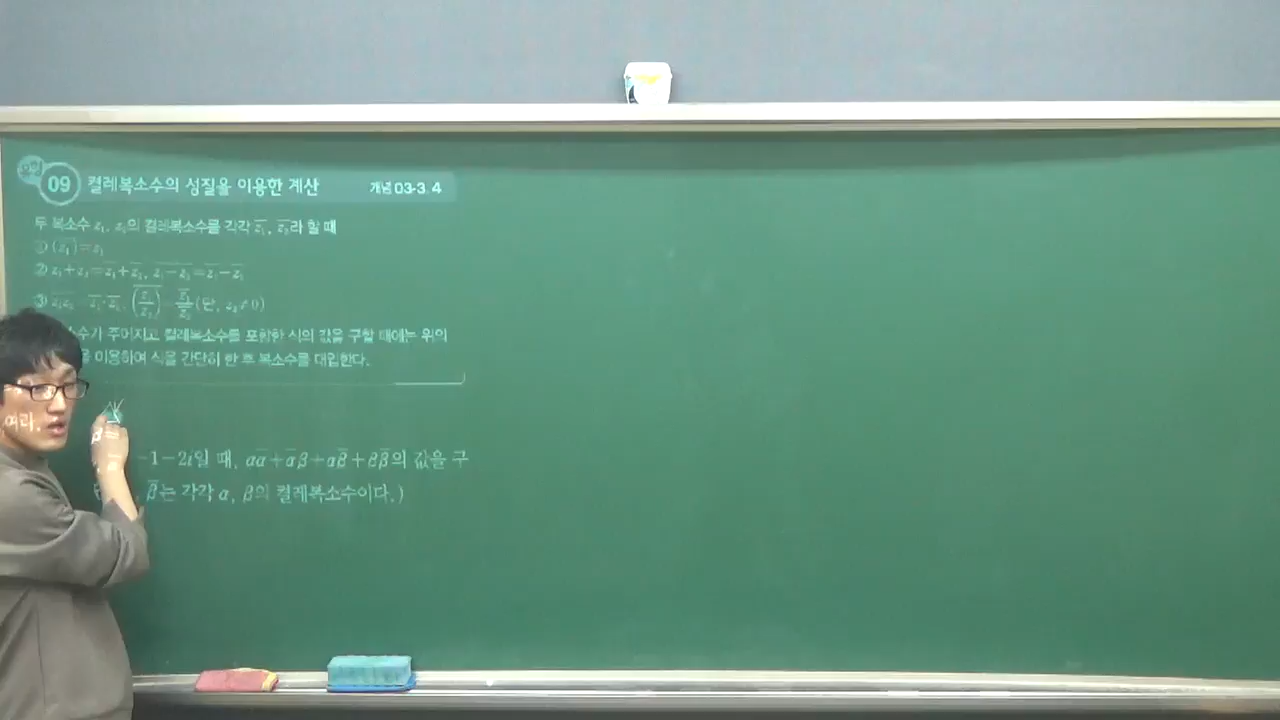 유형 09 켤레복소수의 성질을 이용한 계산 개념 03-3, 4
두 복소수 z₁, z₂의 켤레복소수를 각각 z̅₁, z̅₂라 할 때
① (z̅₁)=z₁
② z₁+z₂=z̅₁+z̅₂, z₁-z₂=z̅₁-z̅₂
③ z₁z₂ z̅₁·z̅₂, (z₁/z₂) z̅₁/z̅₂ (단, z₂≠0)
수가 주어지고 켤레복소수를 포함한 식의 값을 구할 때에는 위의
을 이용하여 식을 간단히 한 후 복소수를 대입한다.
여러
β=
-1-2i일 때, αα̅+α̅β+αβ̅+ββ̅의 값을 구
β̅는 각각 α, β의 켤레복소수이다.)